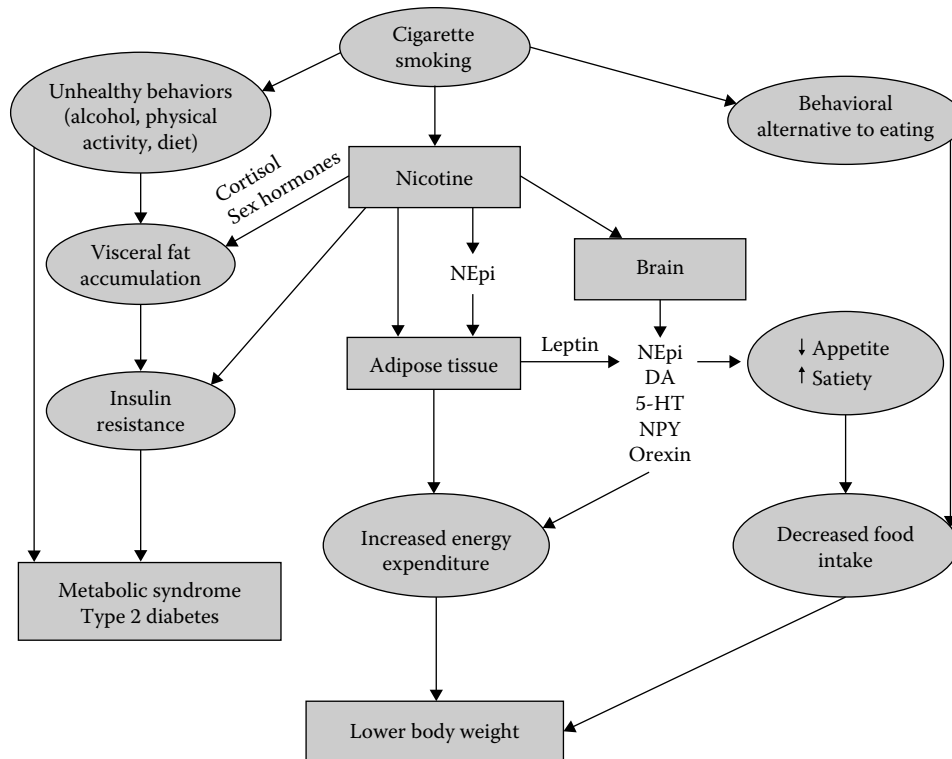 Cigarette
smoking
Unhealthy behaviors
(alcohol, physical
activity, diet)
Behavioral
alternative to eating
Cortisol
Sex hormones
Nicotine
Visceral fat
accumulation
NEpi
Brain
Insulin
resistance
Adipose tissue
Leptin
NEpi
DA
5-HT
NPY
Orexin
↓ Appetite
↑ Satiety
Increased energy
expenditure
Decreased food
intake
Metabolic syndrome
Type 2 diabetes
Lower body weight